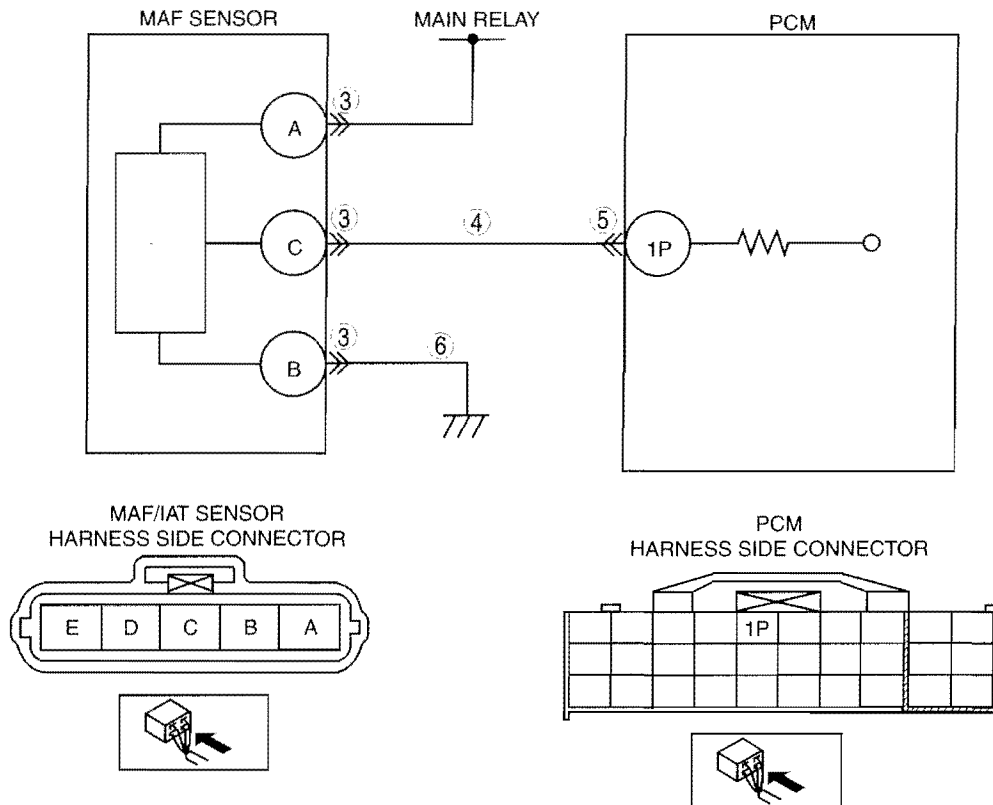 MAF SENSOR
MAIN RELAY
PCM
3
A
3
4
5
C
1P
3
6
B
MAF/IAT SENSOR
HARNESS SIDE CONNECTOR
E D C B A
PCM
HARNESS SIDE CONNECTOR
1P